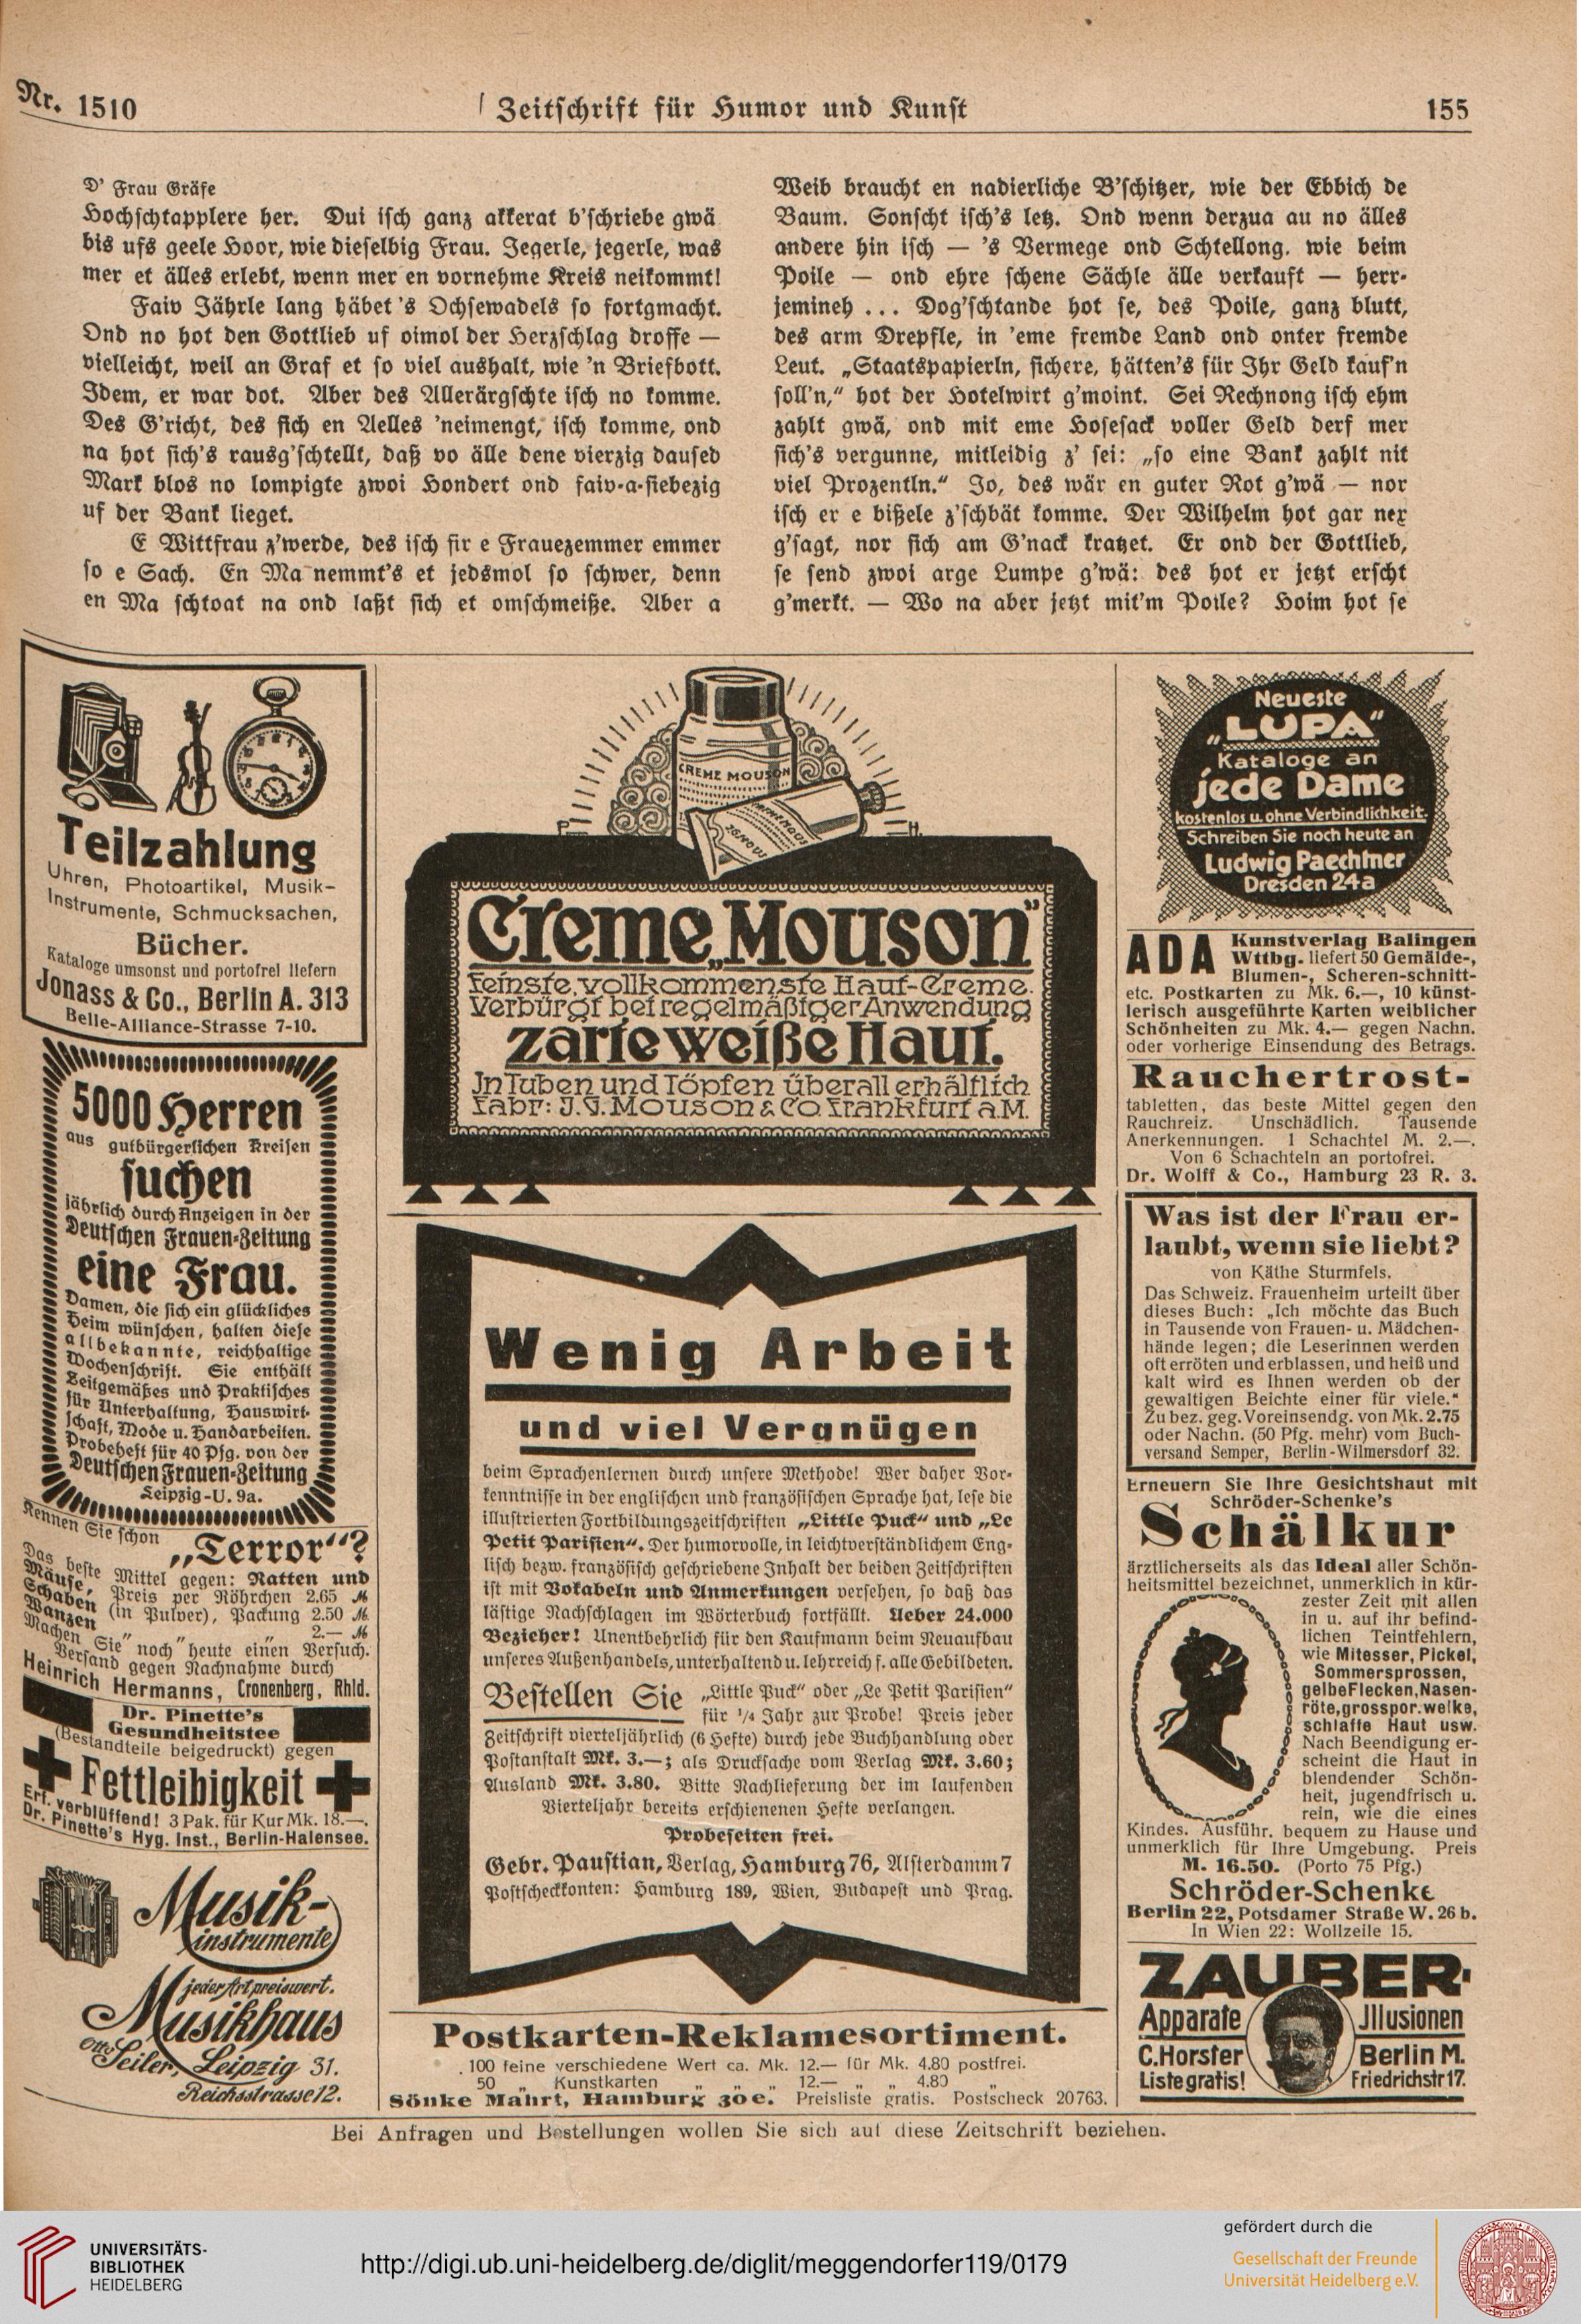 Nr. 1510
Zeitschrift für Humor und Kunst
155
D' Frau Gräfe
Hochschtapplere her. Dui isch ganz akkerat b'schriebe gwä
bis ufs geele Hoor, wie dieselbig Frau. Jegerle, jegerle, was
mer et älles erlebt, wenn mer en vornehme Kreis neikommt!
Faiv Jährle lang häbet 's Ochsewadels so fortgmacht.
Ond no hot den Gottlieb uf oimol der Herzschlag droffe —
vielleicht, weil an Graf et so viel aushalt, wie 'n Briefbott.
Idem, er war dot. Aber des Allerärgschte isch no komme.
Des G'richt, des sich en Aelles 'neimengt, isch komme, ond
na hot sich's rausg'schtellt, daß vo älle dene vierzig dausend
Mark blos no lompigte zwoi Hondert ond faiv-a-siebezig
uf der Bank lieget.
E Wittfrau z'werde, des isch fir e Frauezemmer emmer
so e Sach. En Ma nemmt's et jedsmol so schwer, denn
en Ma schtoat na ond laßt sich et omschmeiße. Aber a
Weib braucht en nadierliche B'schitzer, wie der Ebbich de
Baum. Sonscht isch's letz. Ond wenn derzua au no älles
andere hin isch — 's Vermege ond Schtellong. wie beim
Poile — ond ehre schene Sächle älle verkauft — herr-
jemineh ... Dog'schtande hot se, des Poile, ganz blutt,
des arm Drepfle, in 'eme fremde Land ond onter fremde
Leut. „Staatspapierln, sichere, hätten's für Ihr Geld kauf'n
soll'n,“ hot der Hotelwirt g'moint. Sei Rechnong isch ehm
zahlt gwä, ond mit eme Hosesack voller Geld derf mer
sich's vergunne, mitleidig z' sei: „so eine Bank zahlt nit
viel Prozentln.“ Jo, des wär en guter Rot g'wä — nor
isch er e bißele z'schbät komme. Der Wilhelm hot gar nex
g'sagt, nor sich am G'nack kratzet. Er ond der Gottlieb,
se send zwoi arge Lumpe g'wä: des hot er jetzt erscht
g'merkt. — Wo na aber jetzt mit'm Poile? Hoim hot se
Teilzahlung
Uhren, Photoartikel, Musik-
Instrumente, Schmucksachen,
Bücher.
Kataloge umsonst und portofrei liefern
Jonass & Co., Berlin A. 313
Belle-Alliance-Strasse 7-10.
5000 Herren
aus gutbürgerlichen Kreisen
suchen
jährlich durch Anzeigen in der
Deutschen Frauen-Zeitung
eine Frau.
Damen, die sich ein glückliches
Heim wünschen, halten diese
allbekannte, reichhaltige
Wochenschrift. Sie enthält
Zeitgemäßes und Praktisches
für Unterhaltung, Hauswirt-
schaft, Mode u. Handarbeiten.
Probeheft für 40 Pfg. von der
Deutschen Frauen-Zeitung
Leipzig-U. 9a.
Kennen Sie schon „Terror“?
Das beste Mittel gegen: Ratten und
Mäuse, Preis per Röhrchen 2.65 M
Schaben (in Pulver), Packung 2.50 M.
Wanzen " " 2.— M
Machen Sie noch heute einen Versuch.
Versand gegen Nachnahme durch
Heinrich Hermanns, Cronenberg, Rhld.
Dr. Pinette's
Gesundheitstee
(Bestandteile beigedruckt) gegen
Fettleibigkeit
Erf. verblüffend! 3 Pak. für Kur Mk. 18.—.
Dr. Pinette's Hyg. Inst., Berlin-Halensee.
Musik-
instrumente
jeder Art preiswert.
Musikhaus
Otto Seiler, Leipzig 31.
Reichsstrasse 12.
CREME MOUSON
Creme „Mouson“
feinste, vollkommenste Haut-Creme.
Verbürgt bei regelmäßiger Anwendung
zarte weiße Haut.
In Tuben und Töpfen überall erhältlich
Fabr: J.G. Mouson & Co. Frankfurt a.M.
Wenig Arbeit
und viel Vergnügen
beim Sprachenlernen durch unsere Methode! Wer daher Vor-
kenntnisse in der englischen und französischen Sprache hat, lese die
illustrierten Fortbildungszeitschriften „Little Puck“ und „Le
Petit Parisien“. Der humorvolle, in leichtverständlichem Eng-
lisch bezw. französisch geschriebene Inhalt der beiden Zeitschriften
ist mit Vokabeln und Anmerkungen versehen, so daß das
lästige Nachschlagen im Wörterbuch fortfällt. Ueber 24.000
Bezieher! Unentbehrlich für den Kaufmann beim Neuaufbau
unseres Außenhandels, unterhaltend u. lehrreich f. alle Gebildeten.
Bestellen Sie „Little Puck“ oder „Le Petit Parisien“
für 1/4 Jahr zur Probe! Preis jeder
Zeitschrift vierteljährlich (6 Hefte) durch jede Buchhandlung oder
Postanstalt Mk. 3.—; als Drucksache vom Verlag Mk. 3.60;
Ausland Mk. 3.80. Bitte Nachlieferung der im laufenden
Vierteljahr bereits erschienenen Hefte verlangen.
Probeseiten frei.
Gebr. Paustian, Verlag, Hamburg 76, Alsterdamm 7
Postscheckkonten: Hamburg 189, Wien, Budapest und Prag.
Postkarten-Reklamesortiment.
100 feine verschiedene Wert ca. Mk. 12.— für Mk. 4.80 postfrei.
50 „ Kunstkarten „ „ „ 12.— „ „ 4.80 „
Sönke Mahrt, Hamburg 30e. Preisliste gratis. Postscheck 20763.
Neueste
„LUPA“
Kataloge an
jede Dame
kostenlos u. ohne Verbindlichkeit.
Schreiben Sie noch heute an
Ludwig Paechtner
Dresden 24a
ADA Kunstverlag Balingen
Wttbg. liefert 50 Gemälde-,
Blumen-, Scheren-schnitt-
etc. Postkarten zu Mk. 6.—, 10 künst-
lerisch ausgeführte Karten weiblicher
Schönheiten zu Mk. 4.— gegen Nachn.
oder vorherige Einsendung des Betrags.
Rauchertrost-
tabletten, das beste Mittel gegen den
Rauchreiz. Unschädlich. Tausende
Anerkennungen. 1 Schachtel M. 2.—.
Von 6 Schachteln an portofrei.
Dr. Wolff & Co., Hamburg 23 R. 3.
Was ist der Frau er-
laubt, wenn sie liebt?
von Käthe Sturmfels.
Das Schweiz. Frauenheim urteilt über
dieses Buch: „Ich möchte das Buch
in Tausende von Frauen- u. Mädchen-
hände legen; die Leserinnen werden
oft erröten und erblassen, und heiß und
kalt wird es Ihnen werden ob der
gewaltigen Beichte einer für viele.“
Zu bez. geg. Voreinsendg. von Mk. 2.75
oder Nachn. (50 Pfg. mehr) vom Buch-
versand Semper, Berlin-Wilmersdorf 32.
Erneuern Sie Ihre Gesichtshaut mit
Schröder-Schenke's
Schälkur
ärztlicherseits als das Ideal aller Schön-
heitsmittel bezeichnet, unmerklich in kür-
zester Zeit mit allen
in u. auf ihr befind-
lichen Teintfehlern,
wie Mitesser, Pickel,
Sommersprossen,
gelbe Flecken, Nasen-
röte, grosspor. welke,
schlaffe Haut usw.
Nach Beendigung er-
scheint die Haut in
blendender Schön-
heit, jugendfrisch u.
rein, wie die eines
Kindes. Ausführ. bequem zu Hause und
unmerklich für Ihre Umgebung. Preis
M. 16.50. (Porto 75 Pfg.)
Schröder-Schenke
Berlin 22, Potsdamer Straße W. 26 b.
In Wien 22: Wollzeile 15.
ZAUBER-
Apparate Jllusionen
C. Horster Berlin M.
Liste gratis! Friedrichstr 17.
Bei Anfragen und Bestellungen wollen Sie sich auf diese Zeitschrift beziehen.
UNIVERSITÄTS-
BIBLIOTHEK
HEIDELBERG
http://digi.ub.uni-heidelberg.de/diglit/meggendorfer119/0179
gefördert durch die
Gesellschaft der Freunde
Universität Heidelberg e.V.